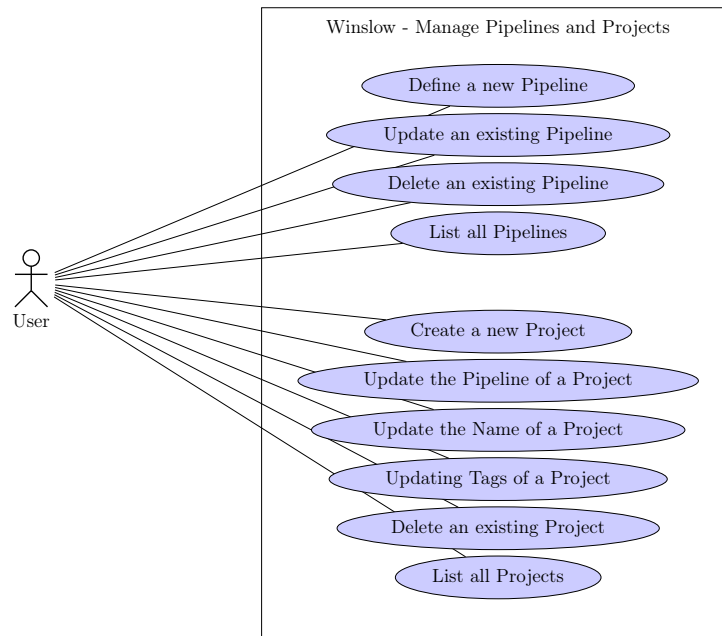 Winslow - Manage Pipelines and Projects
Define a new Pipeline
Update an existing Pipeline
Delete an existing Pipeline
List all Pipelines
User
Create a new Project
Update the Pipeline of a Project
Update the Name of a Project
Updating Tags of a Project
Delete an existing Project
List all Projects